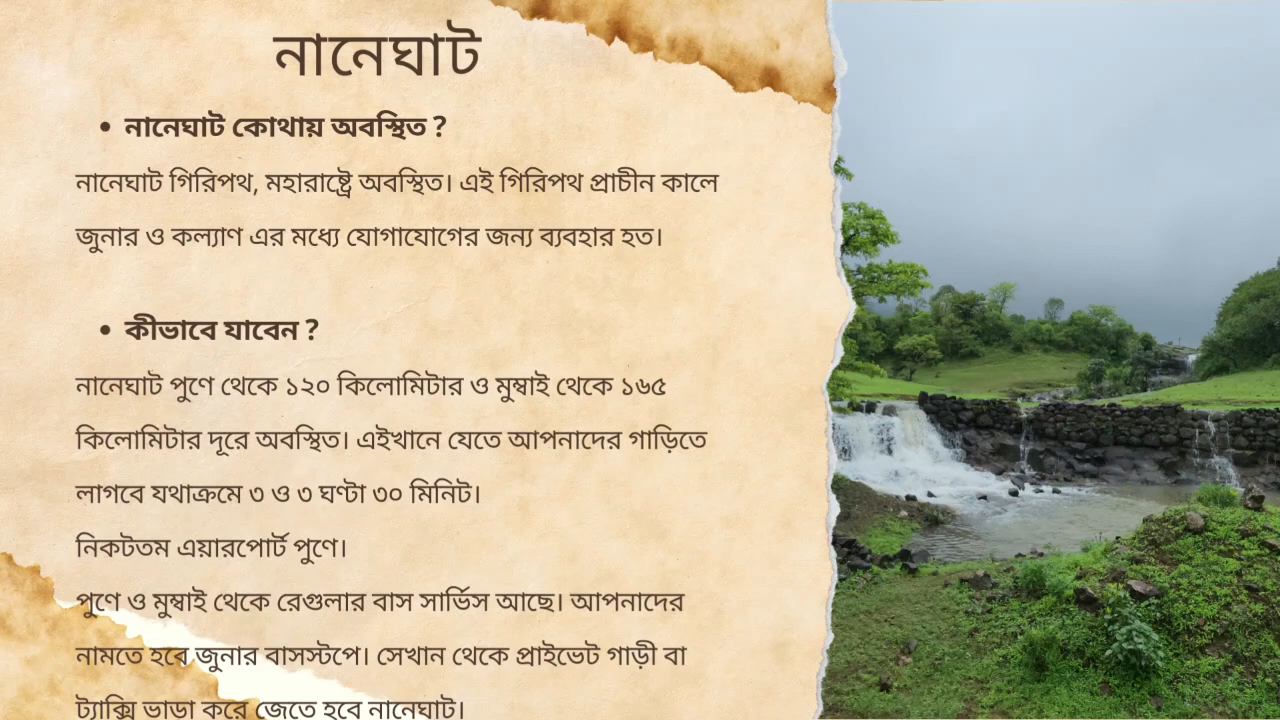 নানেঘাট
• নানেঘাট কোথায় অবস্থিত ?
নানেঘাট গিরিপথ, মহারাষ্ট্রে অবস্থিত। এই গিরিপথ প্রাচীন কালে
জুনার ও কল্যাণ এর মধ্যে যোগাযোগের জন্য ব্যবহার হত।
• কীভাবে যাবেন ?
নানেঘাট পুণে থেকে ১২০ কিলোমিটার ও মুম্বাই থেকে ১৬৫
কিলোমিটার দূরে অবস্থিত। এইখানে যেতে আপনাদের গাড়িতে
লাগবে যথাক্রমে ৩ ও ৩ ঘণ্টা ৩০ মিনিট।
নিকটতম এয়ারপোর্ট পুণে।
পুণে ও মুম্বাই থেকে রেগুলার বাস সার্ভিস আছে। আপনাদের
নামতে হবে জুনার বাসস্টপে। সেখান থেকে প্রাইভেট গাড়ী বা
ট্যাক্সি ভাড়া করে জেতে হবে নানেঘাট।